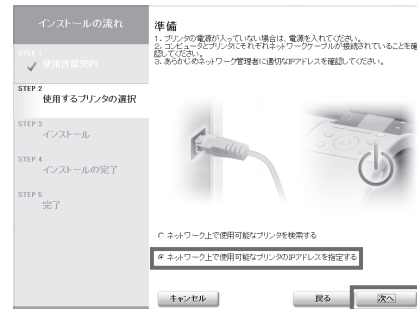 インストールの流れ
STEP 1
使用許諾契約
STEP 2
使用するプリンタの選択
STEP 3
インストール
STEP 4
インストールの完了
STEP 5
完了
準備
1. プリンタの電源が入っていない場合は、電源を入れてください。
2. コンピュータとプリンタにそれぞれネットワークケーブルが接続されていることを確
認してください。
3. あらかじめネットワーク管理者に適切なIPアドレスを確認してください。
ネットワーク上で使用可能なプリンタを検索する
ネットワーク上で使用可能なプリンタのIPアドレスを指定する
キャンセル
戻る
次へ